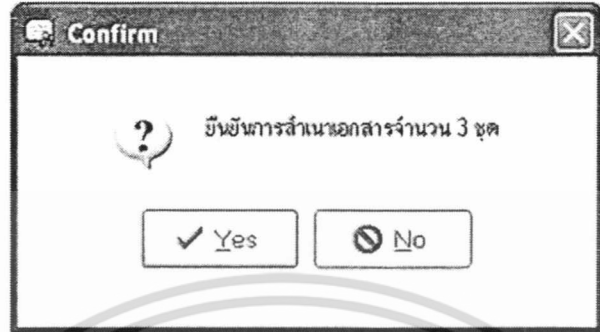 Confirm
ยืนยันการสำเนาเอกสารจำนวน 3 ชุด
Yes
No